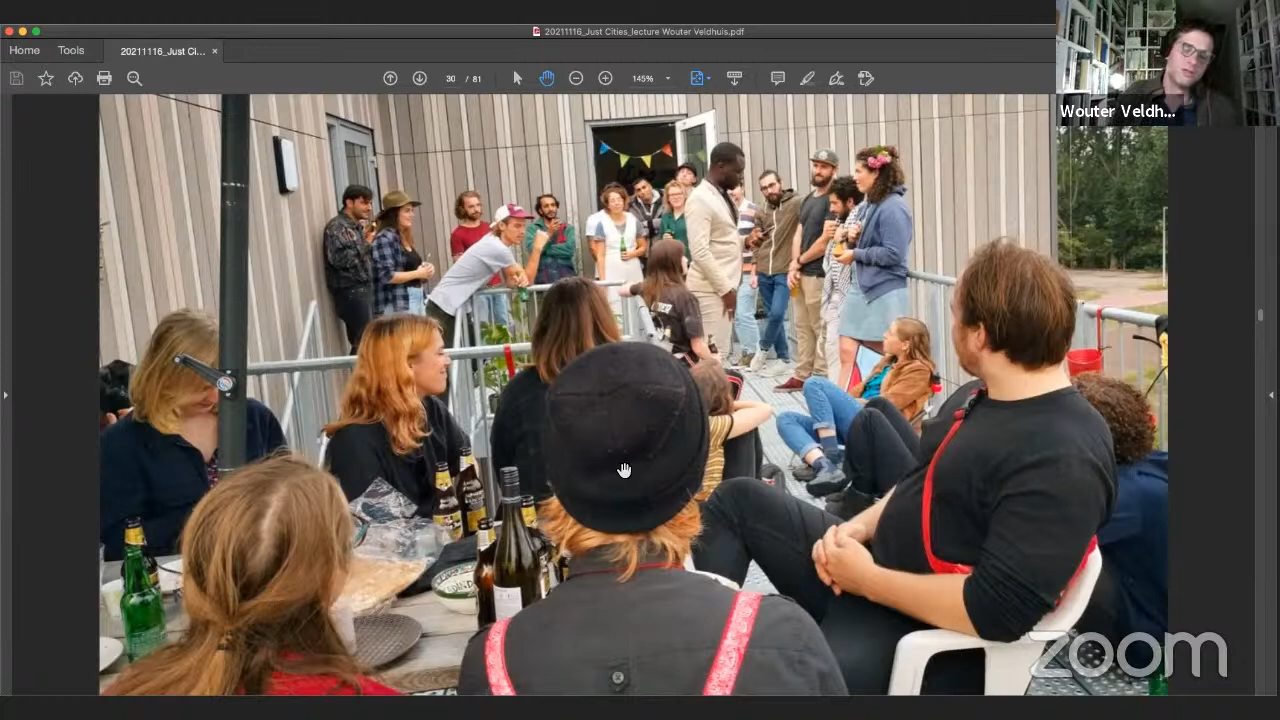 20211116_Just Cities_lecture Wouter Veldhuis.pdf
Home
Tools
20211116_Just Ci...
30 / 81
145%
Wouter Veldh...
zoom